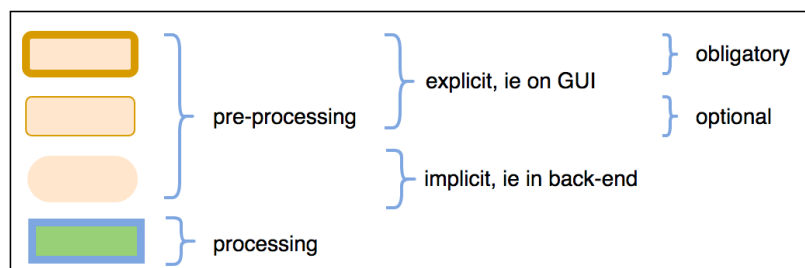 obligatory
explicit, ie on GUI
pre-processing
optional
implicit, ie in back-end
processing